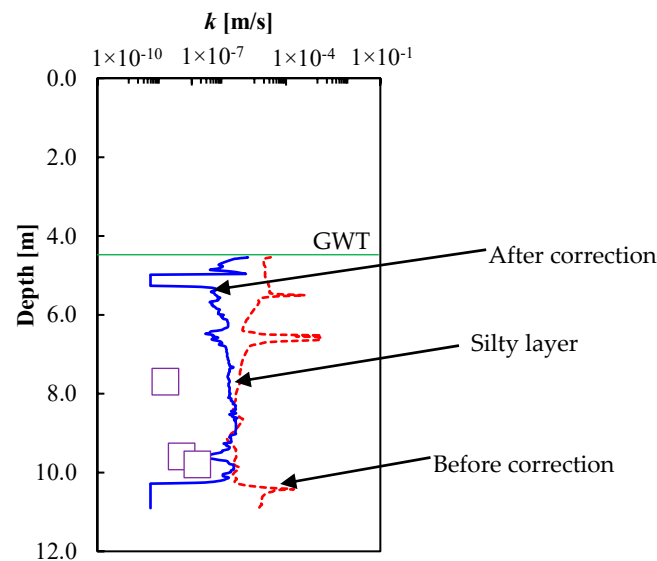 k [m/s]
1×10⁻¹⁰ 1×10⁻⁷ 1×10⁻⁴ 1×10⁻¹
0.0
2.0
4.0
GWT
After correction
6.0
Silty layer
8.0
10.0
Before correction
12.0
Depth [m]